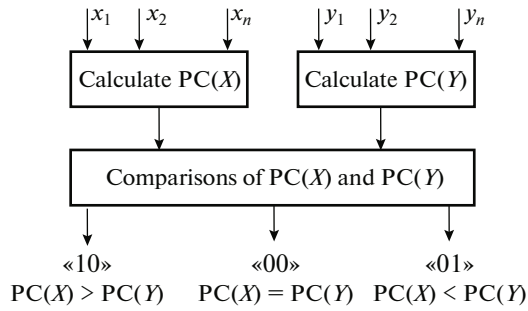 x₁ x₂ xₙ y₁ y₂ yₙ
Calculate PC(X) Calculate PC(Y)
Comparisons of PC(X) and PC(Y)
«10» «00» «01»
PC(X) > PC(Y) PC(X) = PC(Y) PC(X) < PC(Y)